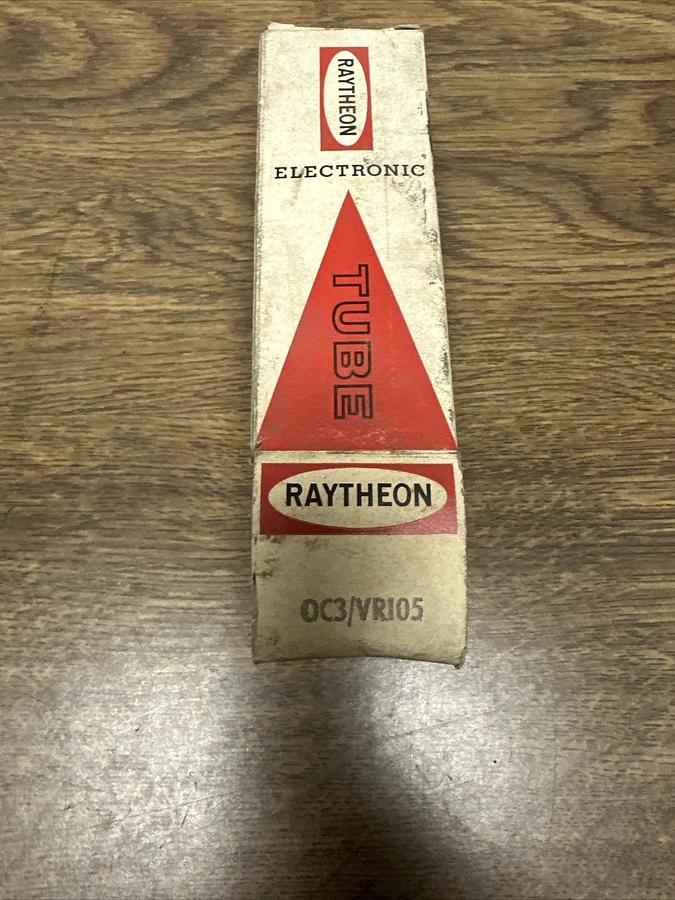 RAYTHEON
ELECTRONIC
TUBE
RAYTHEON
OC3/VR105